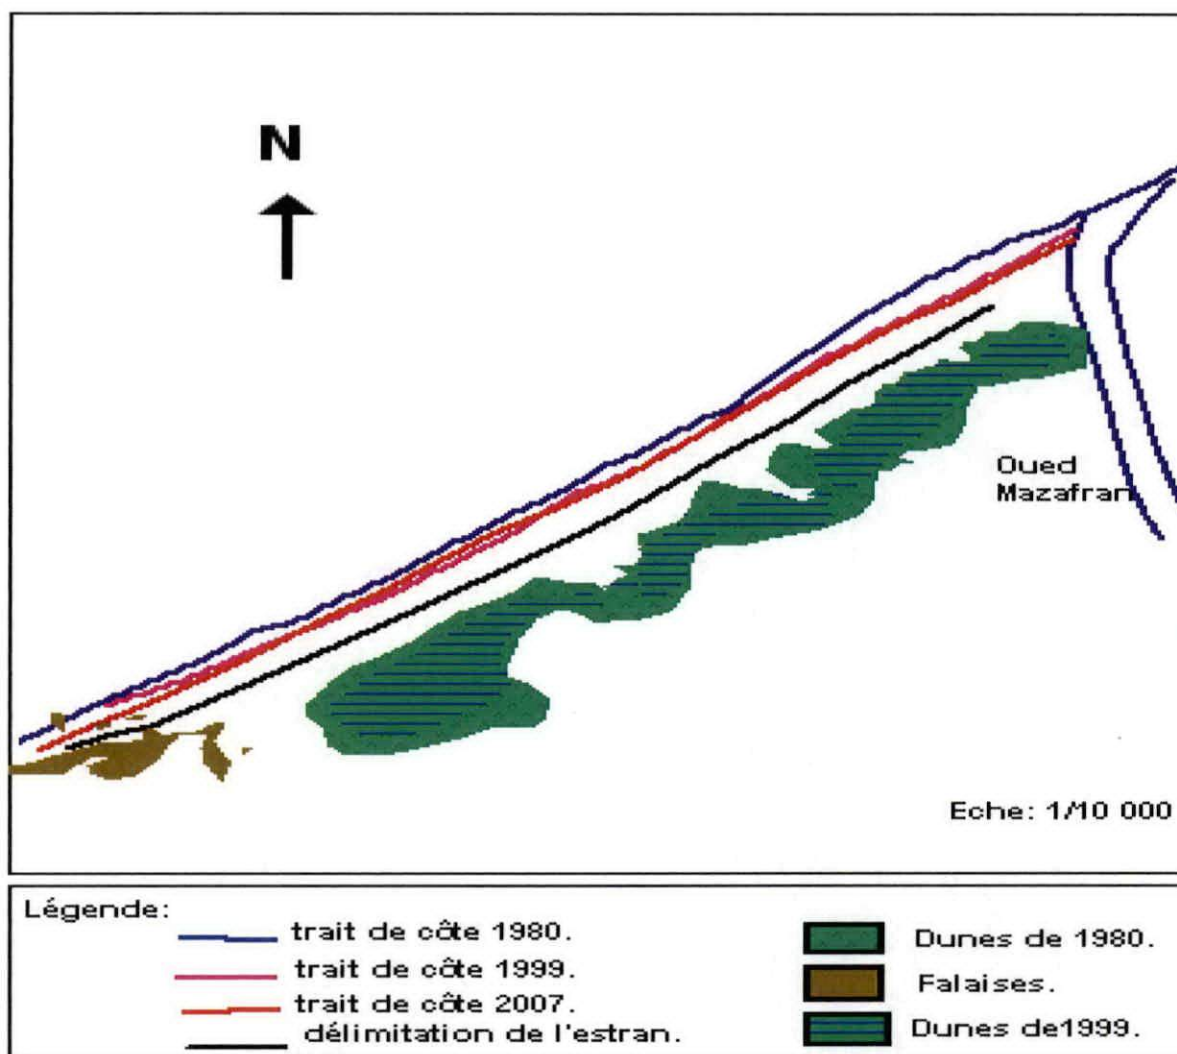 N
Oued
Mazafran
Eche: 1/10 000
Légende:
trait de côte 1980.
trait de côte 1999.
trait de côte 2007.
délimitation de l'estran.
Dunes de 1980.
Falaises.
Dunes de1999.